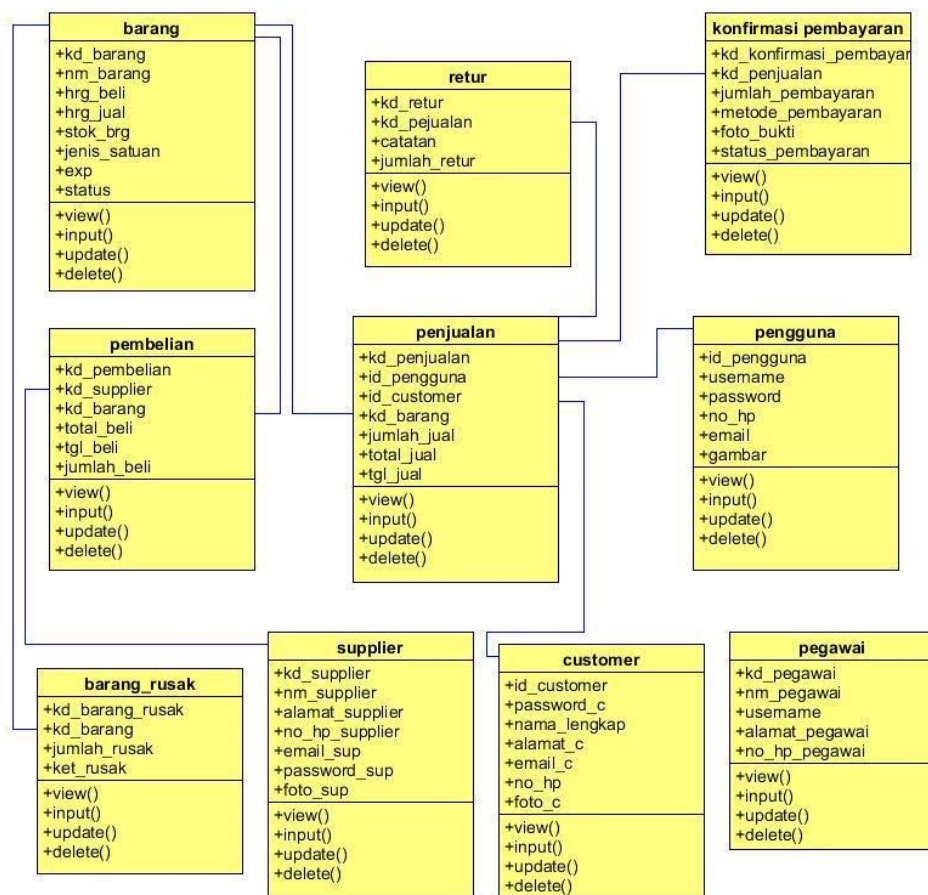 barang
+kd_barang
+nm_barang
+hrg_beli
+hrg_jual
+stok_brg
+jenis_satuan
+exp
+status
+view()
+input()
+update()
+delete()
retur
+kd_retur
+kd_pejualan
+catatan
+jumlah_retur
+view()
+input()
+update()
+delete()
konfirmasi pembayaran
+kd_konfirmasi_pembayar
+kd_penjualan
+jumlah_pembayaran
+metode_pembayaran
+foto_bukti
+status_pembayaran
+view()
+input()
+update()
+delete()
pembelian
+kd_pembelian
+kd_supplier
+kd_barang
+total_beli
+tgl_beli
+jumlah_beli
+view()
+input()
+update()
+delete()
penjualan
+kd_penjualan
+id_pengguna
+id_customer
+kd_barang
+jumlah_jual
+total_jual
+tgl_jual
+view()
+input()
+update()
+delete()
pengguna
+id_pengguna
+username
+password
+no_hp
+email
+gambar
+view()
+input()
+update()
+delete()
barang_rusak
+kd_barang_rusak
+kd_barang
+jumlah_rusak
+ket_rusak
+view()
+input()
+update()
+delete()
supplier
+kd_supplier
+nm_supplier
+alamat_supplier
+no_hp_supplier
+email_sup
+password_sup
+foto_sup
+view()
+input()
+update()
+delete()
customer
+id_customer
+password_c
+nama_lengkap
+alamat_c
+email_c
+no_hp
+foto_c
+view()
+input()
+update()
+delete()
pegawai
+kd_pegawai
+nm_pegawai
+username
+alamat_pegawai
+no_hp_pegawai
+view()
+input()
+update()
+delete()